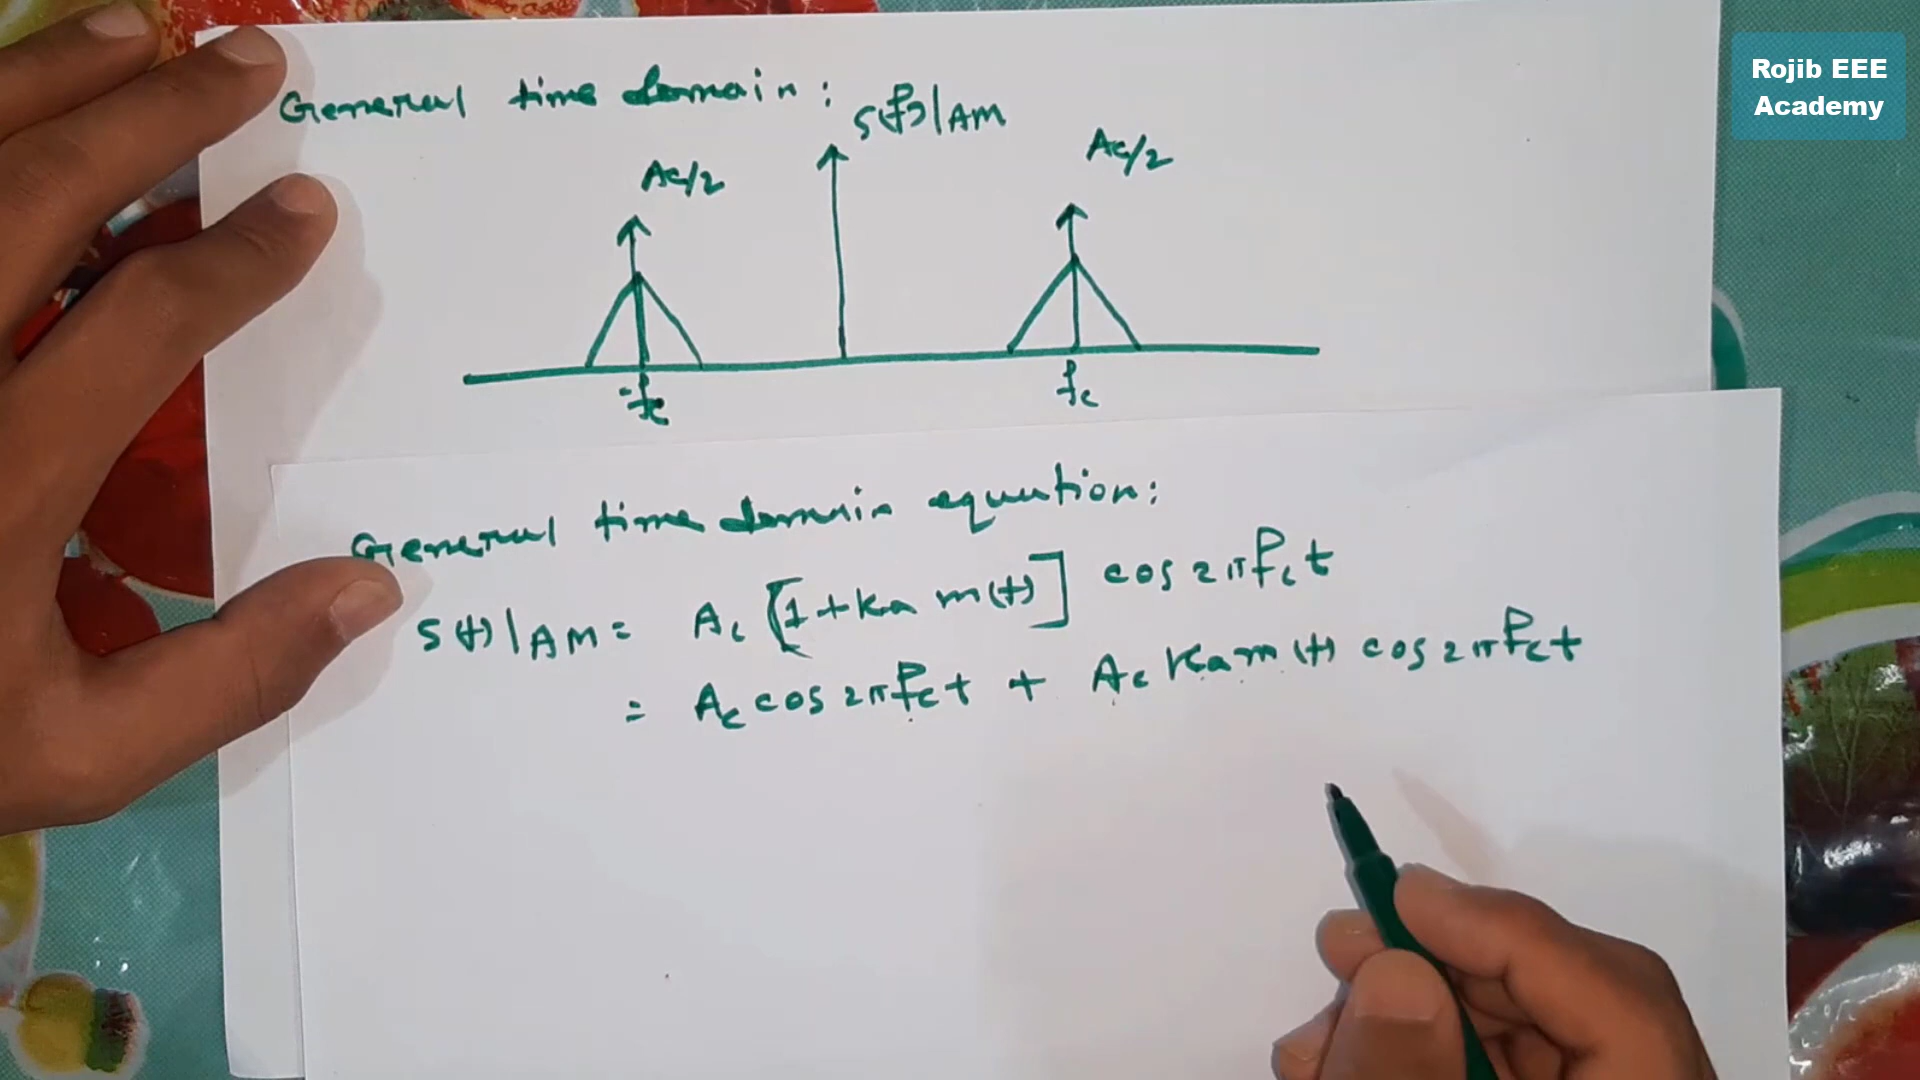 General time domain:
S(f)|AM
Ac/2
Ac/2
-fc
fc
General time domain equation:
S(t)|AM = Ac [1+ka m(t)] cos 2πfct
= Ac cos 2πfct + Ac Ka m(t) cos 2πfct
Rojib EEE
Academy